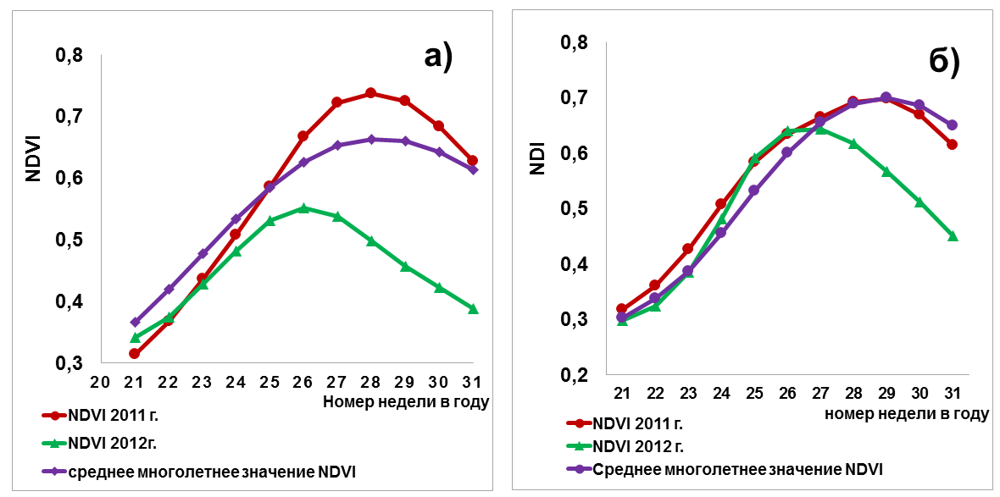 а)
0,8
0,7
0,6
0,5
0,4
0,3
NDVI
20 21 22 23 24 25 26 27 28 29 30 31
Номер недели в году
NDVI 2011 г.
NDVI 2012г.
среднее многолетнее значение NDVI
б)
0,8
0,7
0,6
0,5
0,4
0,3
0,2
NDI
21 22 23 24 25 26 27 28 29 30 31
номер недели в году
NDVI 2011 г.
NDVI 2012 г.
Среднее многолетнее значение NDVI